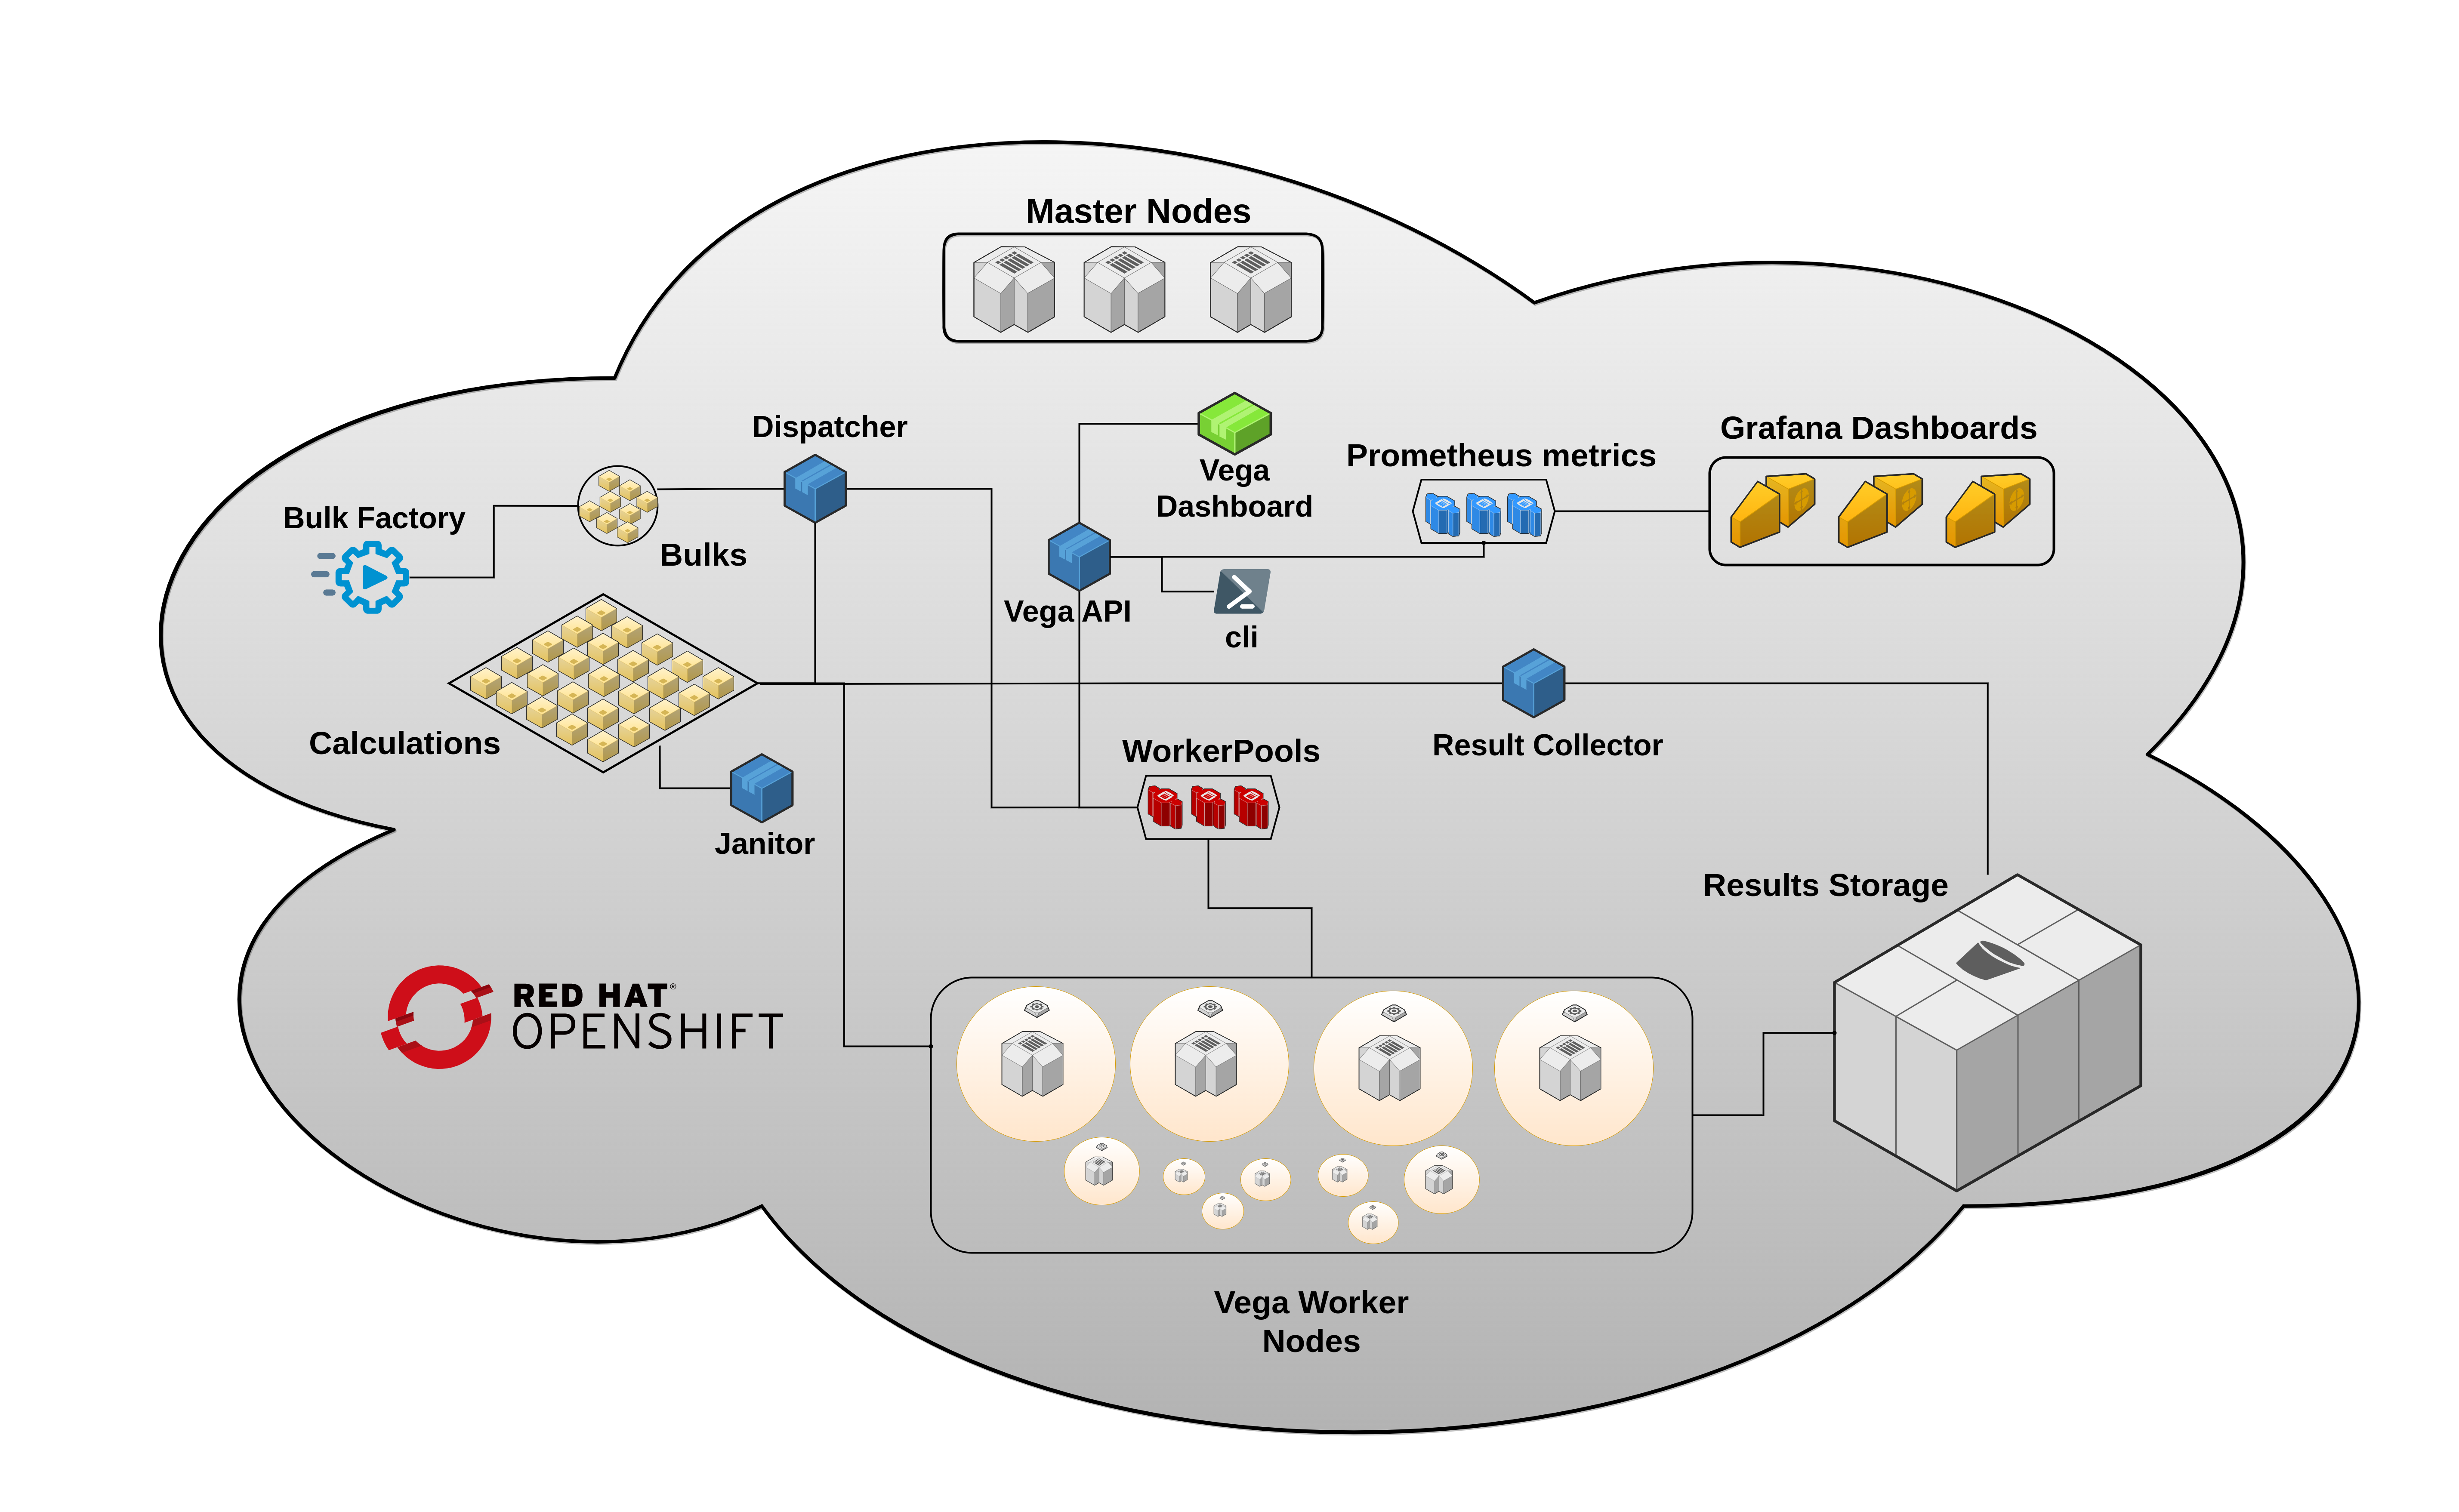 Master Nodes
Dispatcher
Vega
Dashboard
Prometheus metrics
Grafana Dashboards
Bulk Factory
Bulks
Vega API
cli
Calculations
WorkerPools
Result Collector
Janitor
Results Storage
RED HAT®
OPENSHIFT
Vega Worker
Nodes